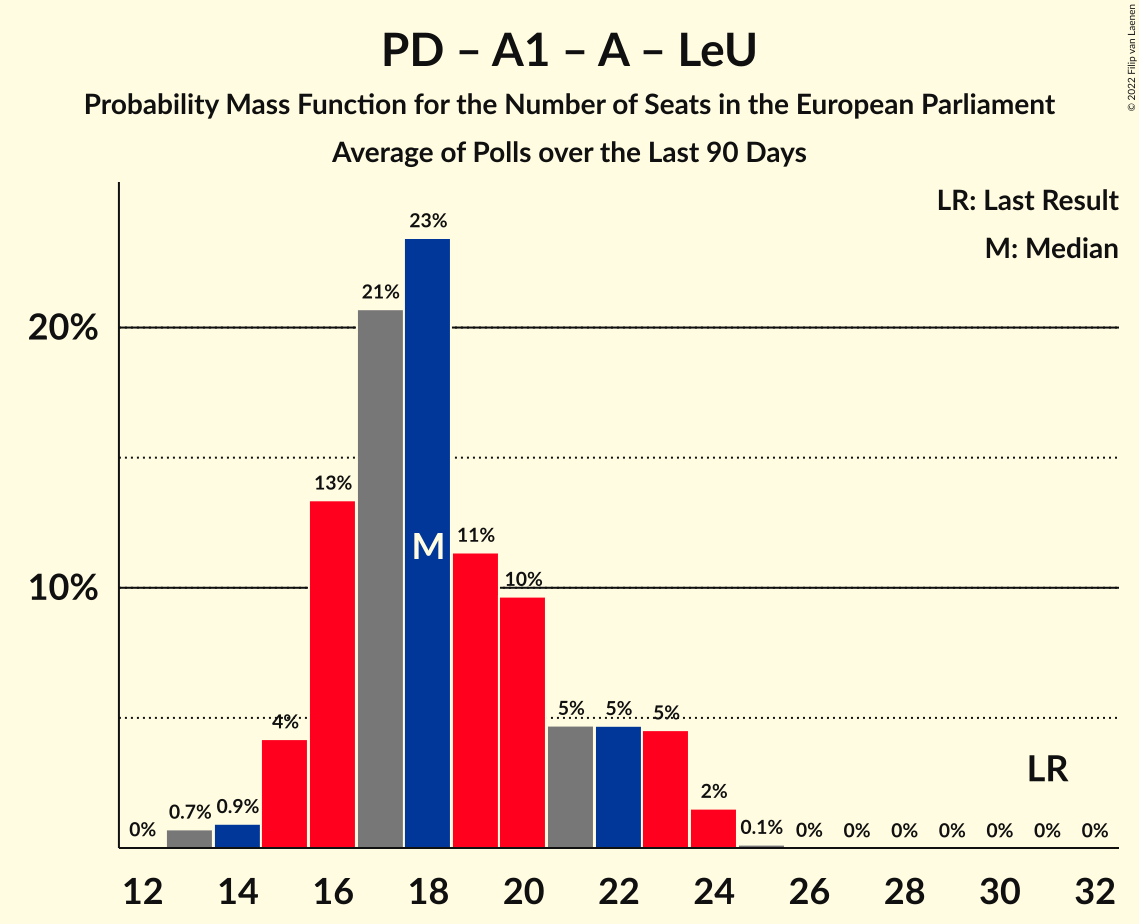 PD – A1 – A – LeU
Probability Mass Function for the Number of Seats in the European Parliament
Average of Polls over the Last 90 Days
© 2022 Filip van Laenen
LR: Last Result
M: Median
20%
10%
0%
0.7%
0.9%
4%
13%
21%
23%
M
11%
10%
5%
5%
5%
2%
0.1%
0%
0%
0%
0%
0%
0%
0%
LR
12 14 16 18 20 22 24 26 28 30 32